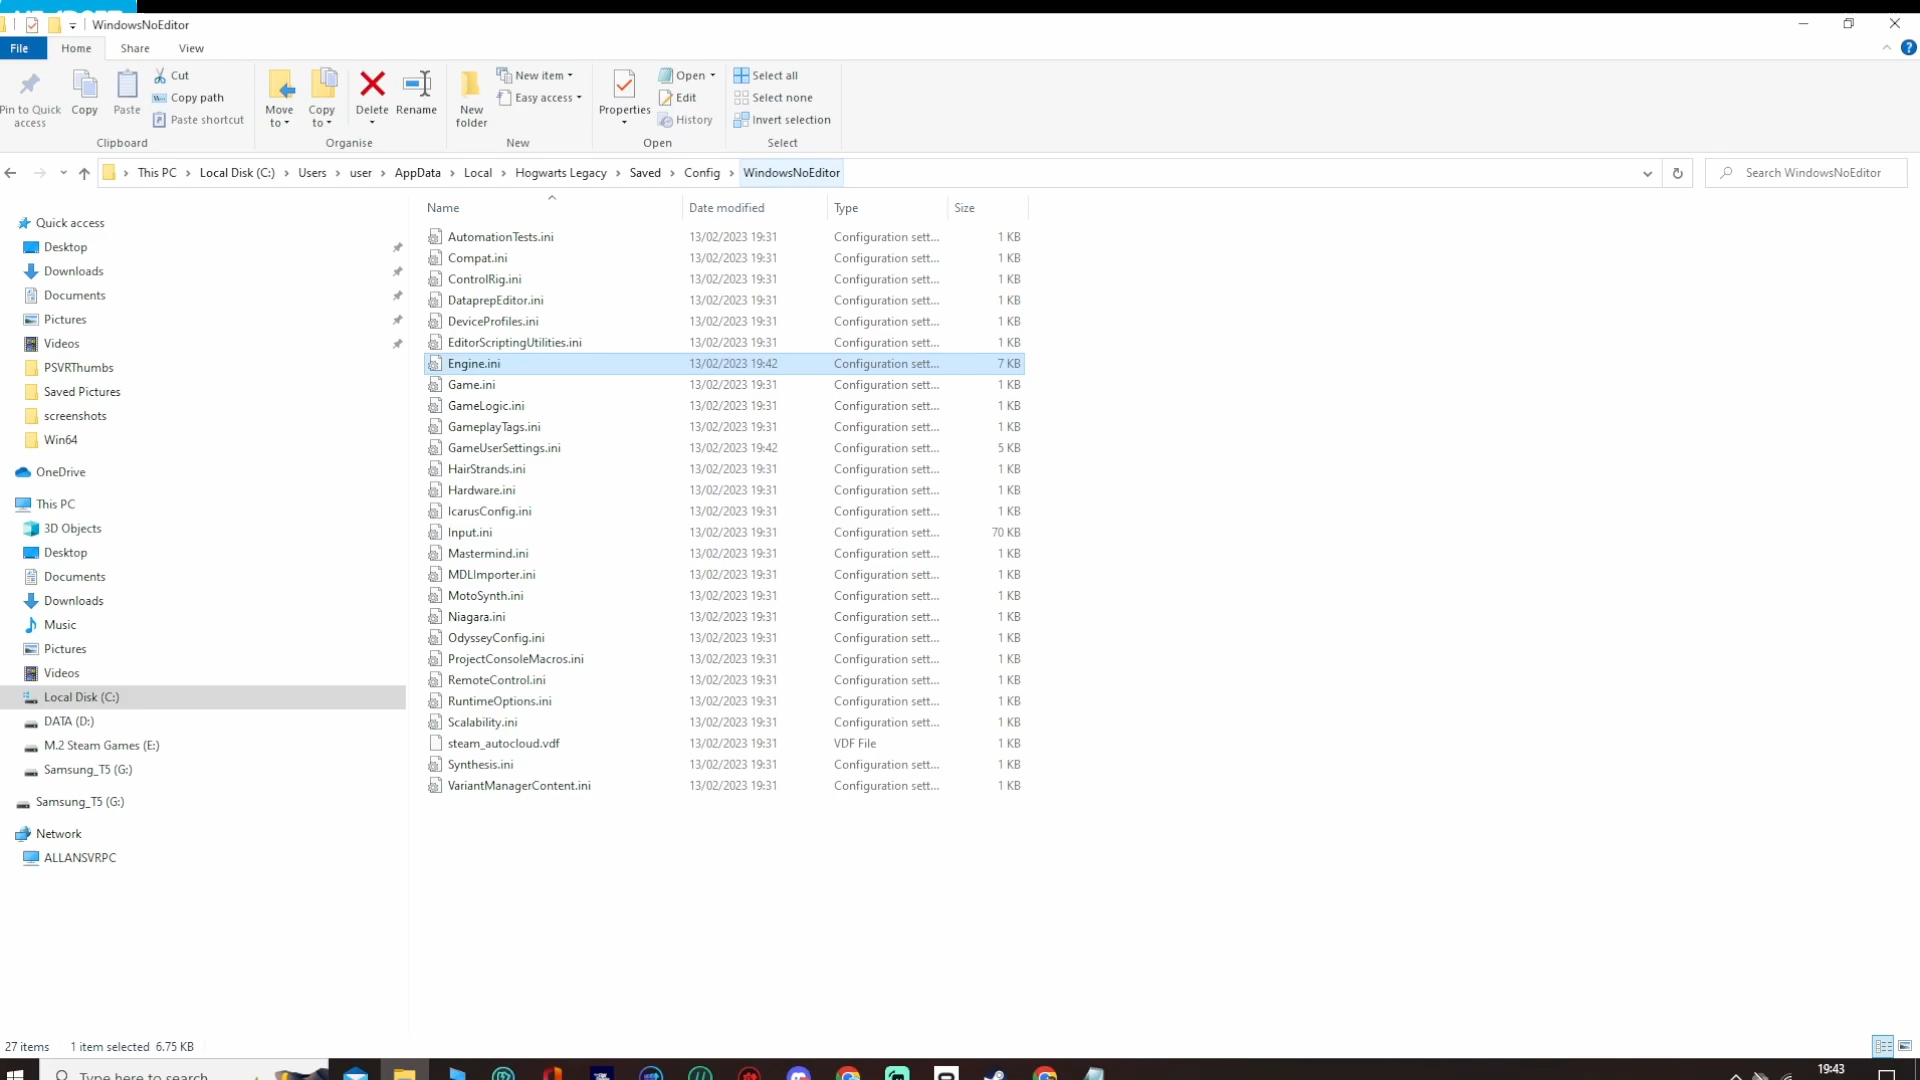 WindowsNoEditor
File Home Share View
Pin to Quick access
Copy
Paste
Cut
Copy path
Paste shortcut
Clipboard
Move to
Copy to
Delete
Rename
Organise
New folder
New item
Easy access
New
Properties
Open
Edit
History
Open
Select all
Select none
Invert selection
Select
This PC › Local Disk (C:) › Users › user › AppData › Local › Hogwarts Legacy › Saved › Config › WindowsNoEditor
Search WindowsNoEditor
Quick access
Desktop
Downloads
Documents
Pictures
Videos
PSVRThumbs
Saved Pictures
screenshots
Win64
OneDrive
This PC
3D Objects
Desktop
Documents
Downloads
Music
Pictures
Videos
Local Disk (C:)
DATA (D:)
M.2 Steam Games (E:)
Samsung_T5 (G:)
Samsung_T5 (G:)
Network
ALLANSVRPC
Name Date modified Type Size
AutomationTests.ini 13/02/2023 19:31 Configuration sett... 1 KB
Compat.ini 13/02/2023 19:31 Configuration sett... 1 KB
ControlRig.ini 13/02/2023 19:31 Configuration sett... 1 KB
DataprepEditor.ini 13/02/2023 19:31 Configuration sett... 1 KB
DeviceProfiles.ini 13/02/2023 19:31 Configuration sett... 1 KB
EditorScriptingUtilities.ini 13/02/2023 19:31 Configuration sett... 1 KB
Engine.ini 13/02/2023 19:42 Configuration sett... 7 KB
Game.ini 13/02/2023 19:31 Configuration sett... 1 KB
GameLogic.ini 13/02/2023 19:31 Configuration sett... 1 KB
GameplayTags.ini 13/02/2023 19:31 Configuration sett... 1 KB
GameUserSettings.ini 13/02/2023 19:42 Configuration sett... 5 KB
HairStrands.ini 13/02/2023 19:31 Configuration sett... 1 KB
Hardware.ini 13/02/2023 19:31 Configuration sett... 1 KB
IcarusConfig.ini 13/02/2023 19:31 Configuration sett... 1 KB
Input.ini 13/02/2023 19:31 Configuration sett... 70 KB
Mastermind.ini 13/02/2023 19:31 Configuration sett... 1 KB
MDLImporter.ini 13/02/2023 19:31 Configuration sett... 1 KB
MotoSynth.ini 13/02/2023 19:31 Configuration sett... 1 KB
Niagara.ini 13/02/2023 19:31 Configuration sett... 1 KB
OdysseyConfig.ini 13/02/2023 19:31 Configuration sett... 1 KB
ProjectConsoleMacros.ini 13/02/2023 19:31 Configuration sett... 1 KB
RemoteControl.ini 13/02/2023 19:31 Configuration sett... 1 KB
RuntimeOptions.ini 13/02/2023 19:31 Configuration sett... 1 KB
Scalability.ini 13/02/2023 19:31 Configuration sett... 1 KB
steam_autocloud.vdf 13/02/2023 19:31 VDF File 1 KB
Synthesis.ini 13/02/2023 19:31 Configuration sett... 1 KB
VariantManagerContent.ini 13/02/2023 19:31 Configuration sett... 1 KB
27 items 1 item selected 6.75 KB
Type here to search
19:43